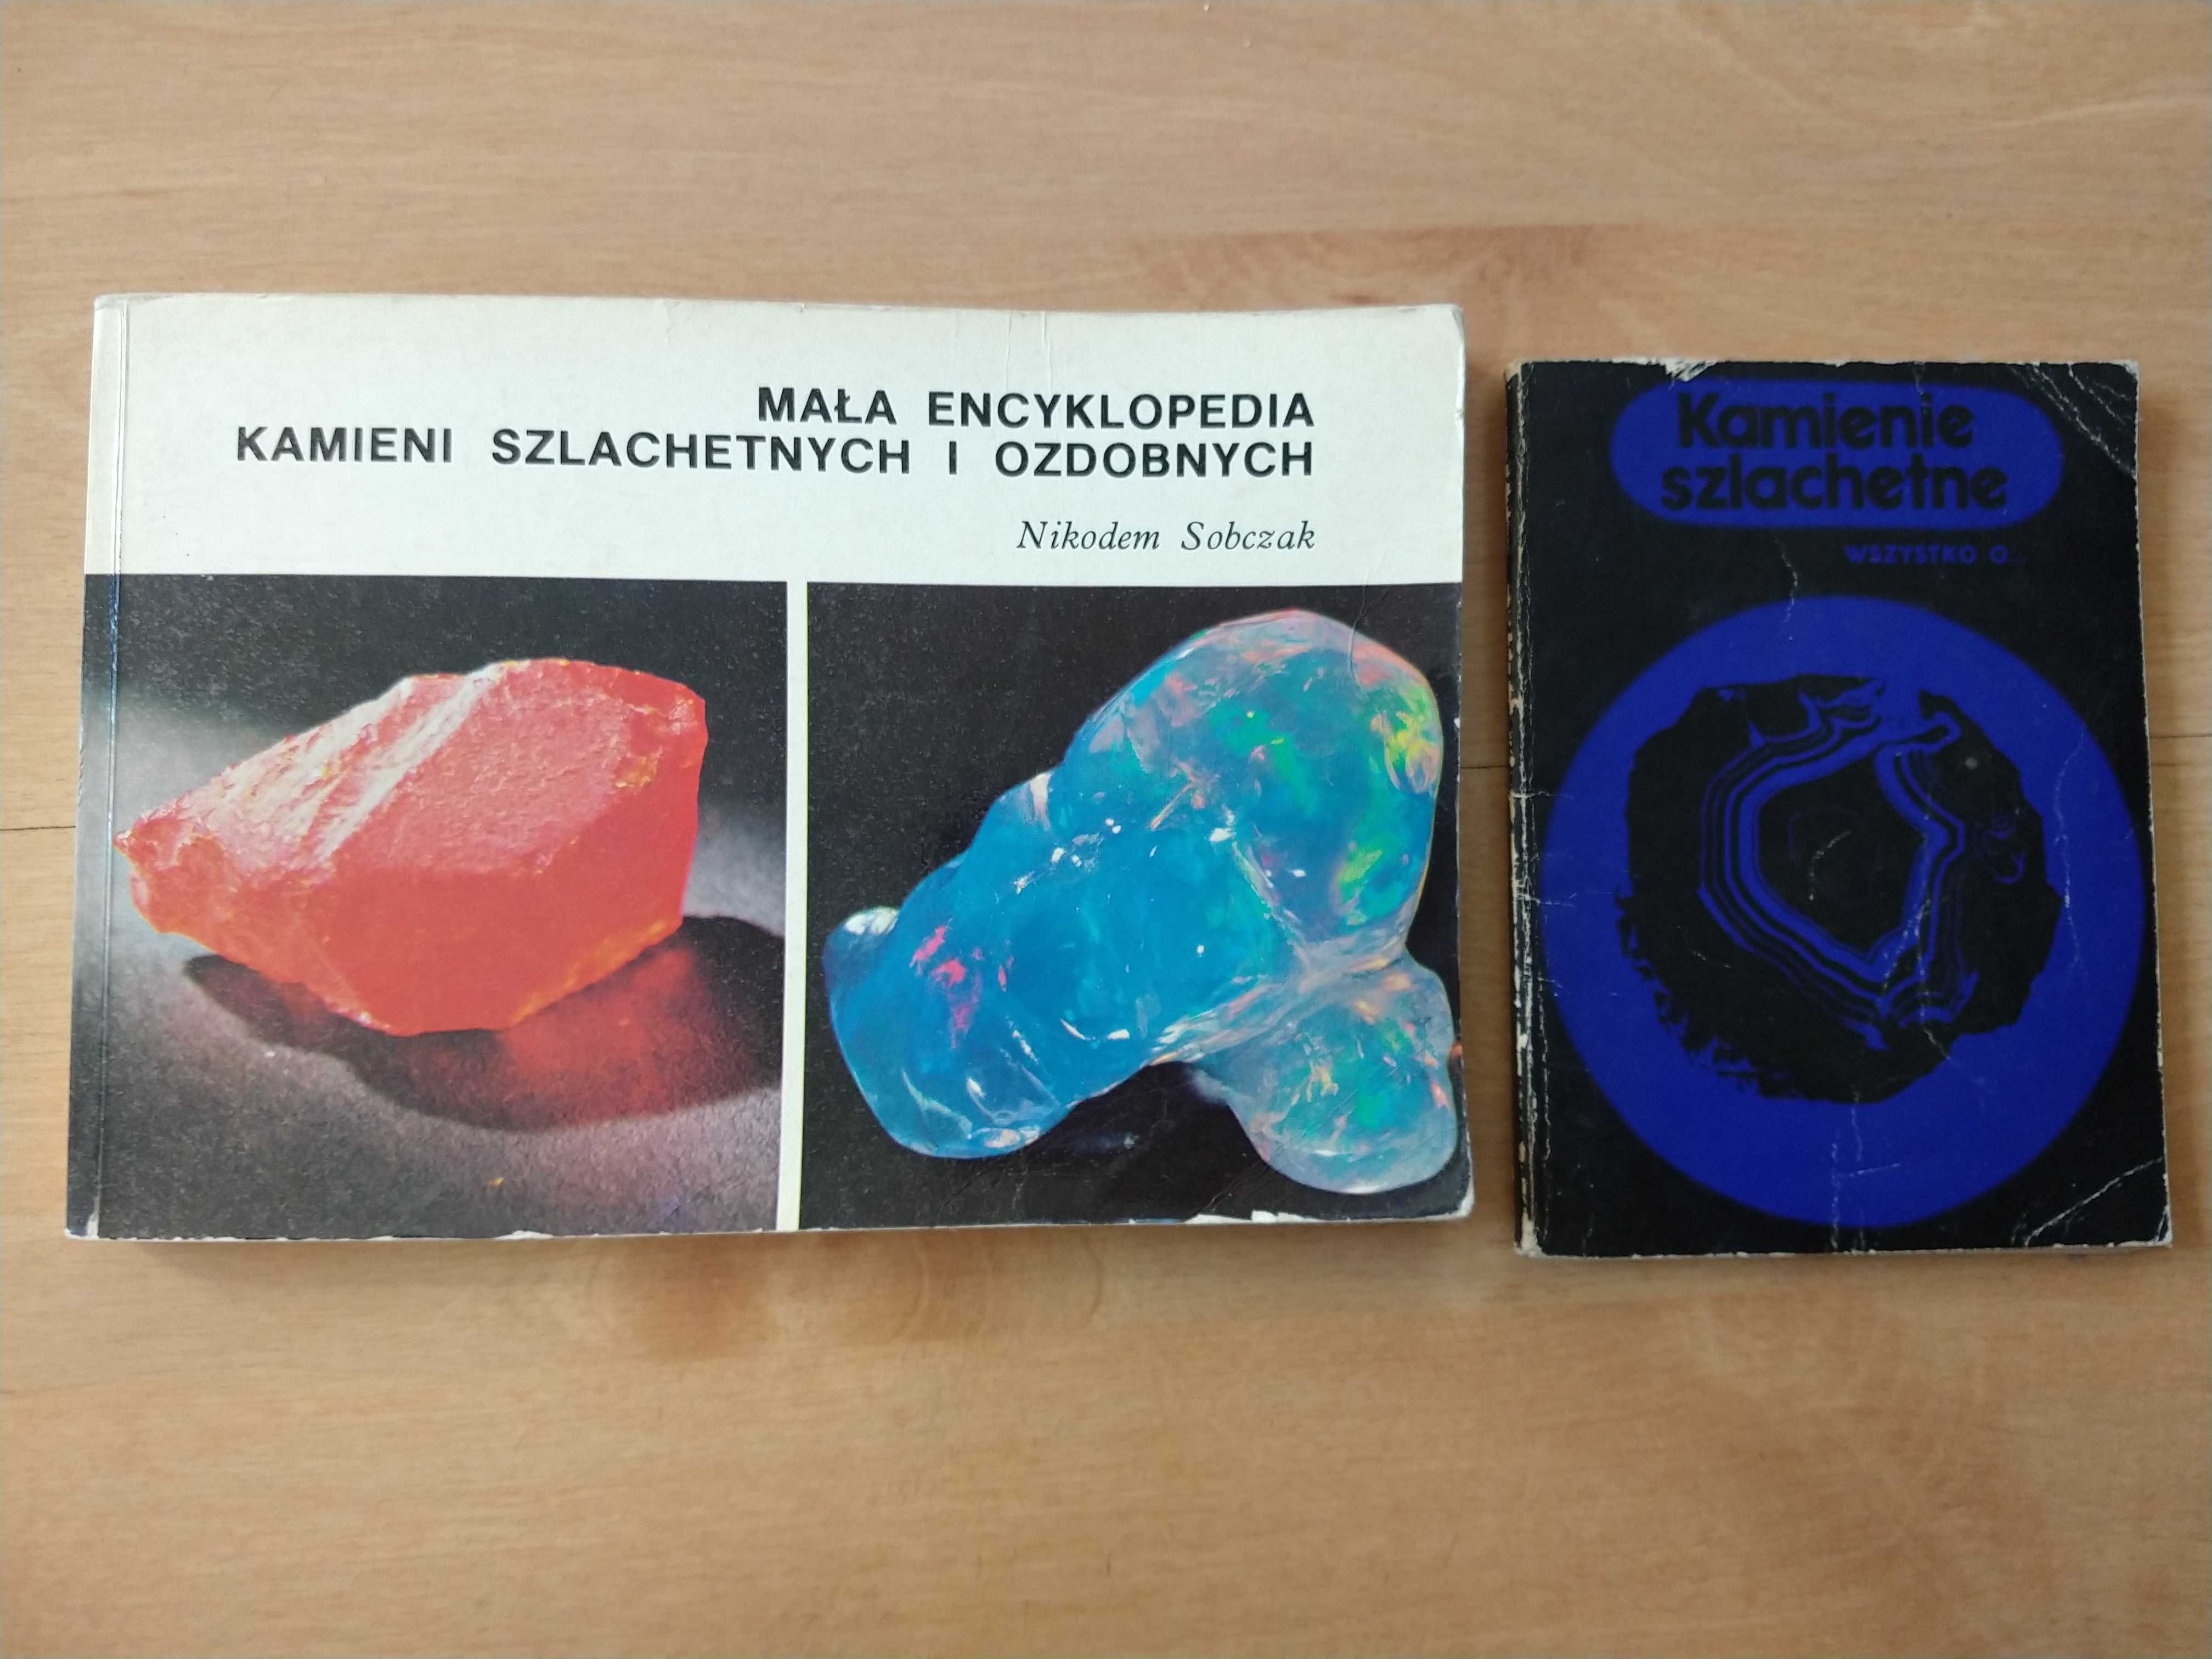 MAŁA ENCYKLOPEDIA
KAMIENI SZLACHETNYCH I OZDOBNYCH
Nikodem Sobczak
Kamienie
szlachetne
WSZYSTKO O...